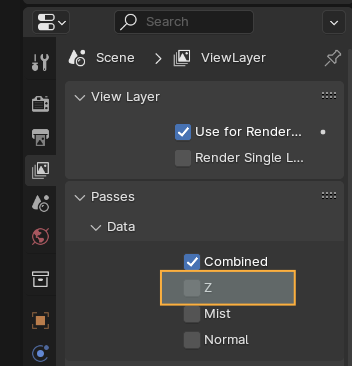 Search
Scene > ViewLayer
View Layer
Use for Render...
Render Single L...
Passes
Data
Combined
Z
Mist
Normal